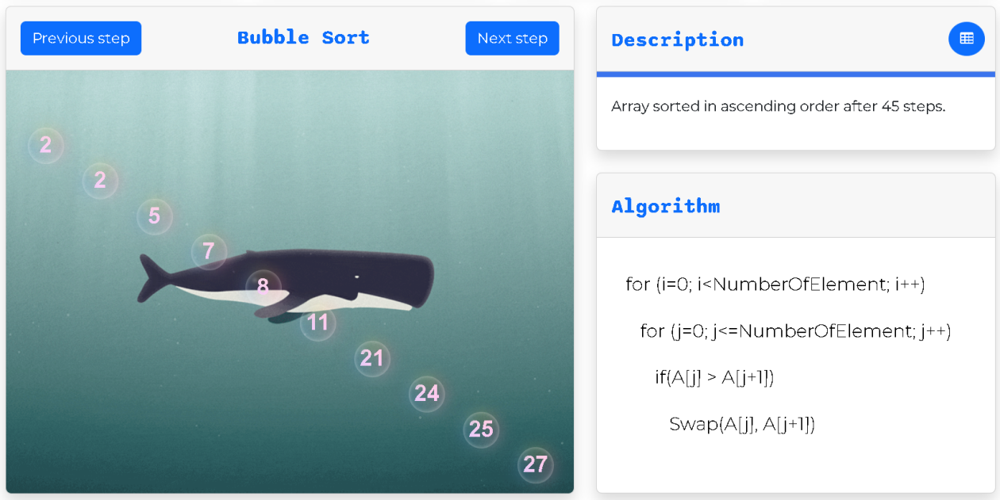 Previous step
Bubble Sort
Next step
2
2
5
7
8
11
21
24
25
27
Description
Array sorted in ascending order after 45 steps.
Algorithm
for (i=0; i<NumberOfElement; i++)
for (j=0; j<=NumberOfElement; j++)
if(A[j] > A[j+1])
Swap(A[j], A[j+1])